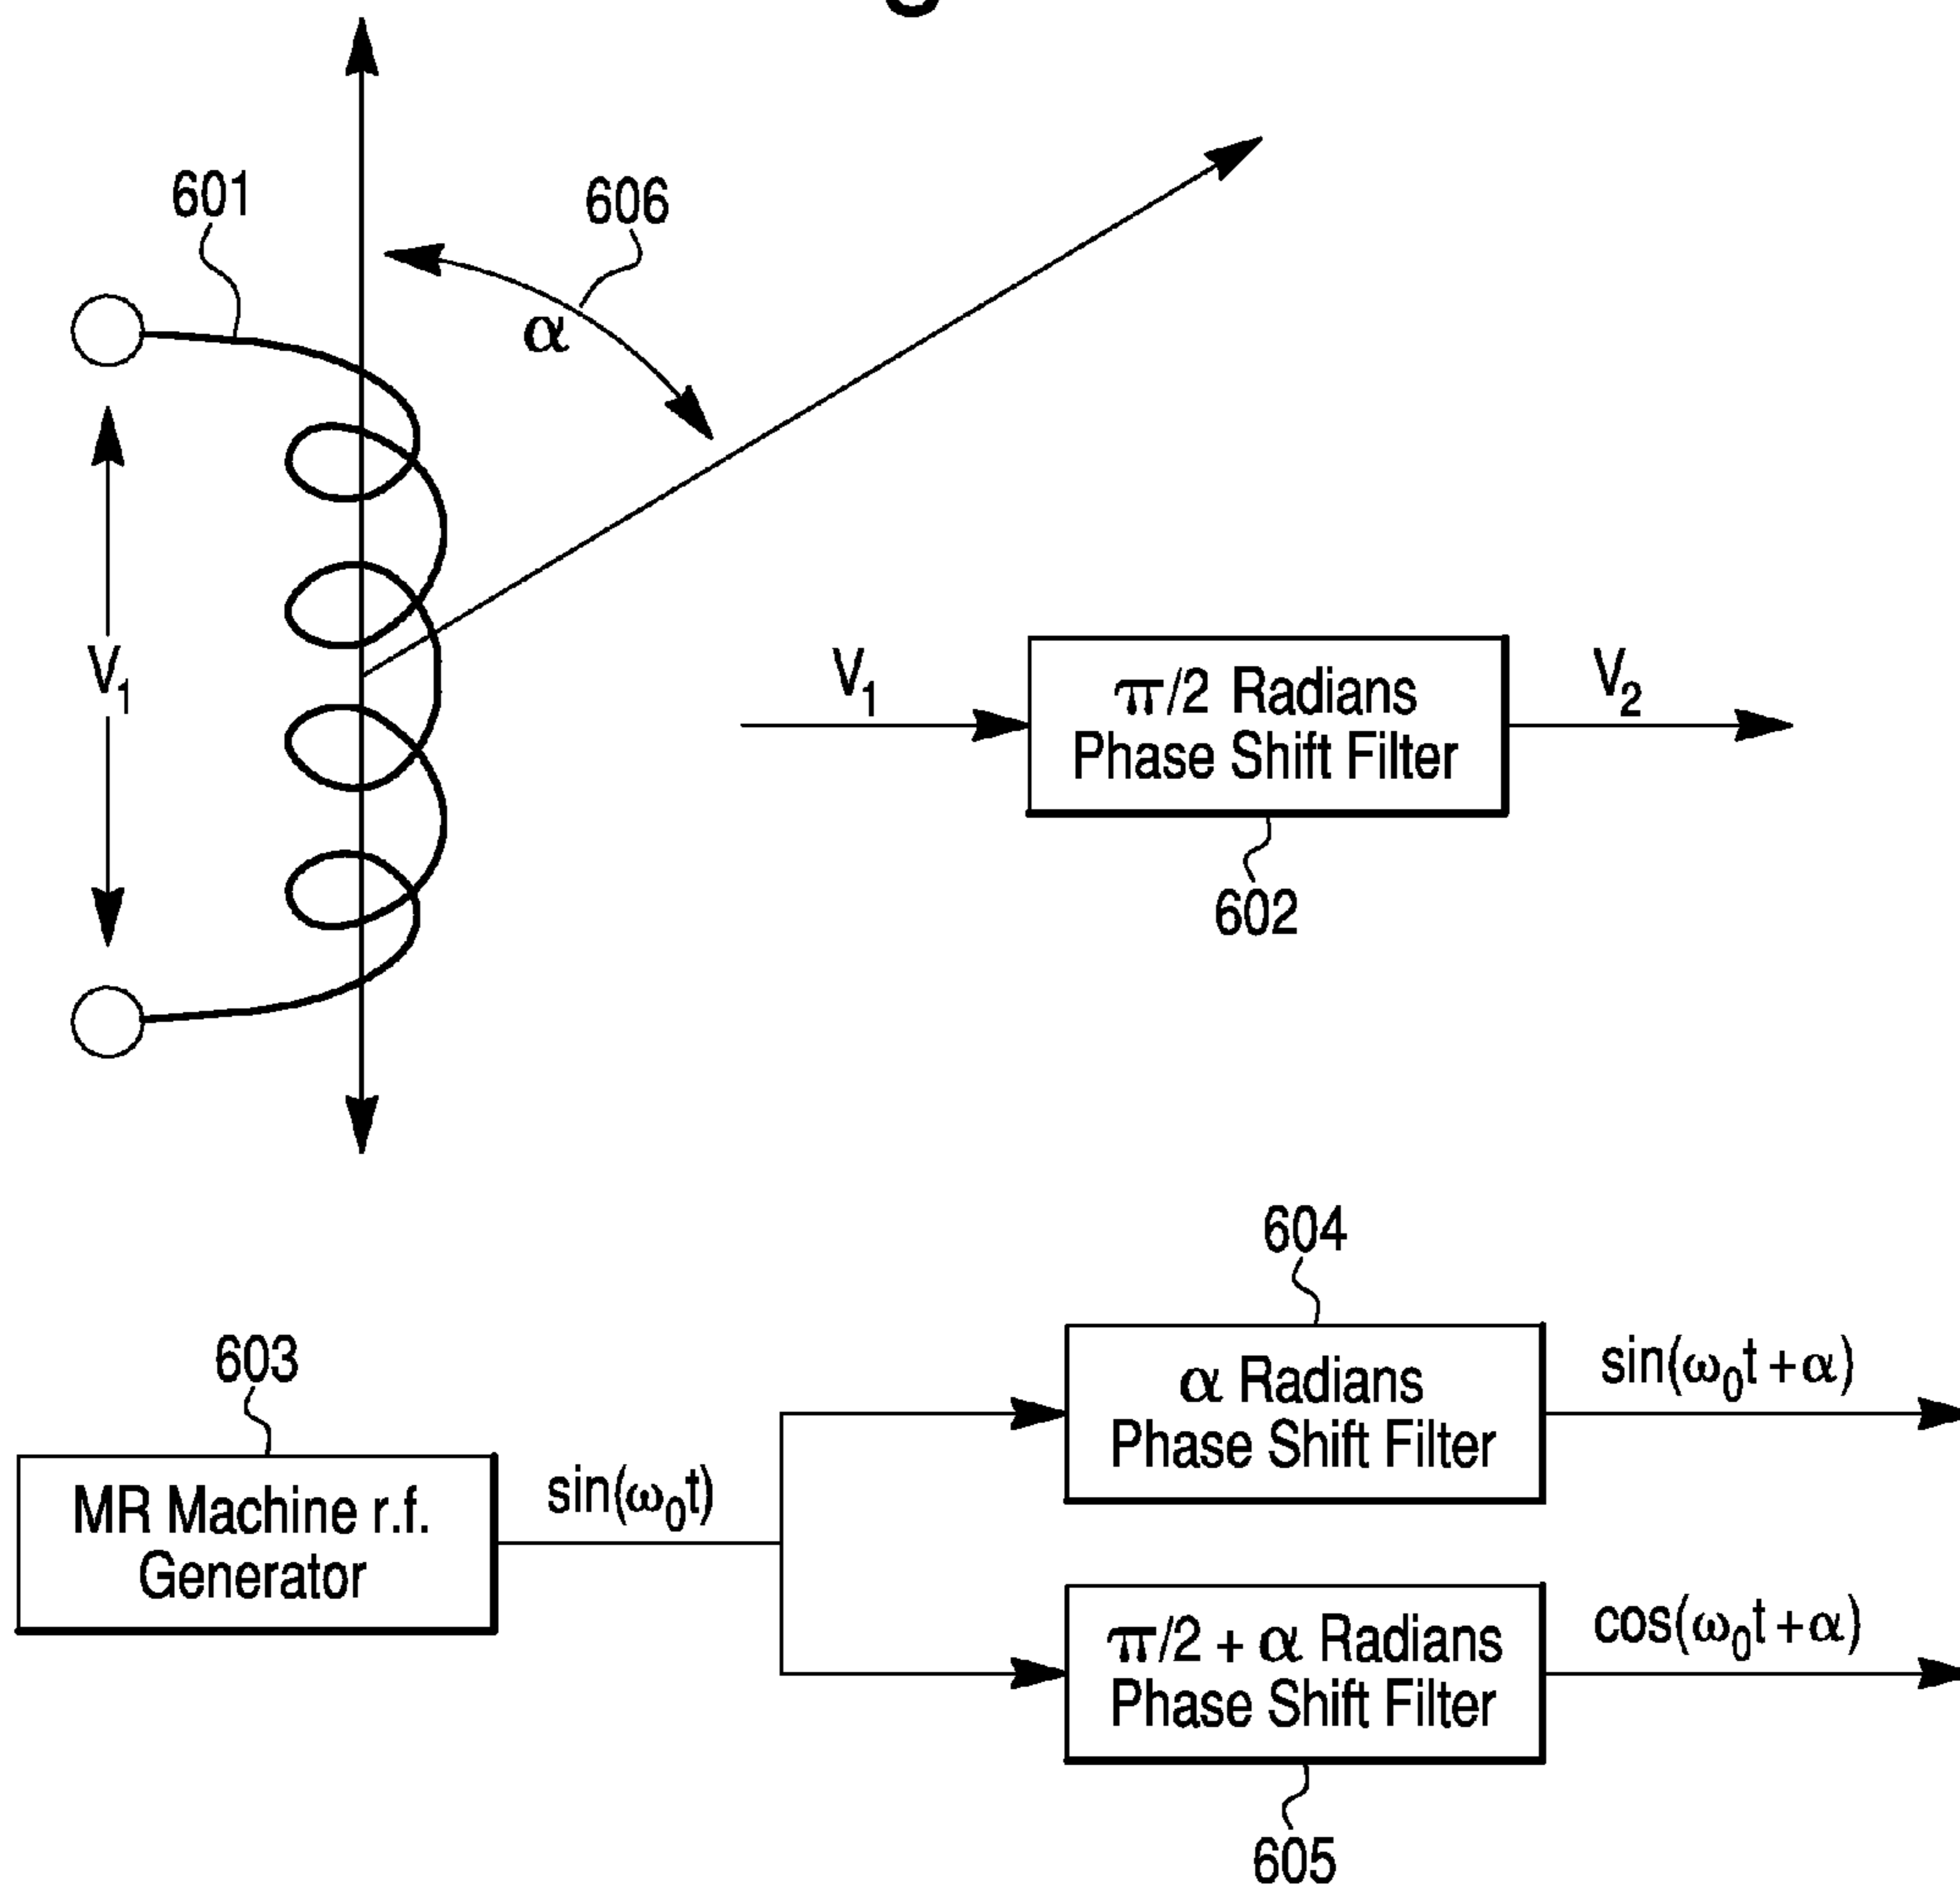 601
606
α
V1
V1
π/2 Radians
Phase Shift Filter
V2
602
604
603
α Radians
Phase Shift Filter
sin(ω0t+α)
MR Machine r.f.
Generator
sin(ω0t)
π/2 + α Radians
Phase Shift Filter
cos(ω0t+α)
605